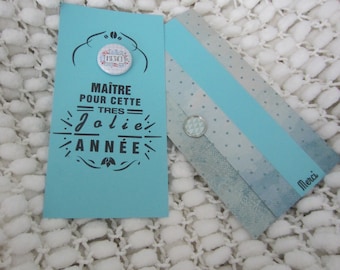 MAÎTRE
POUR CETTE
TRES
Jolie
ANNÉE
Merci